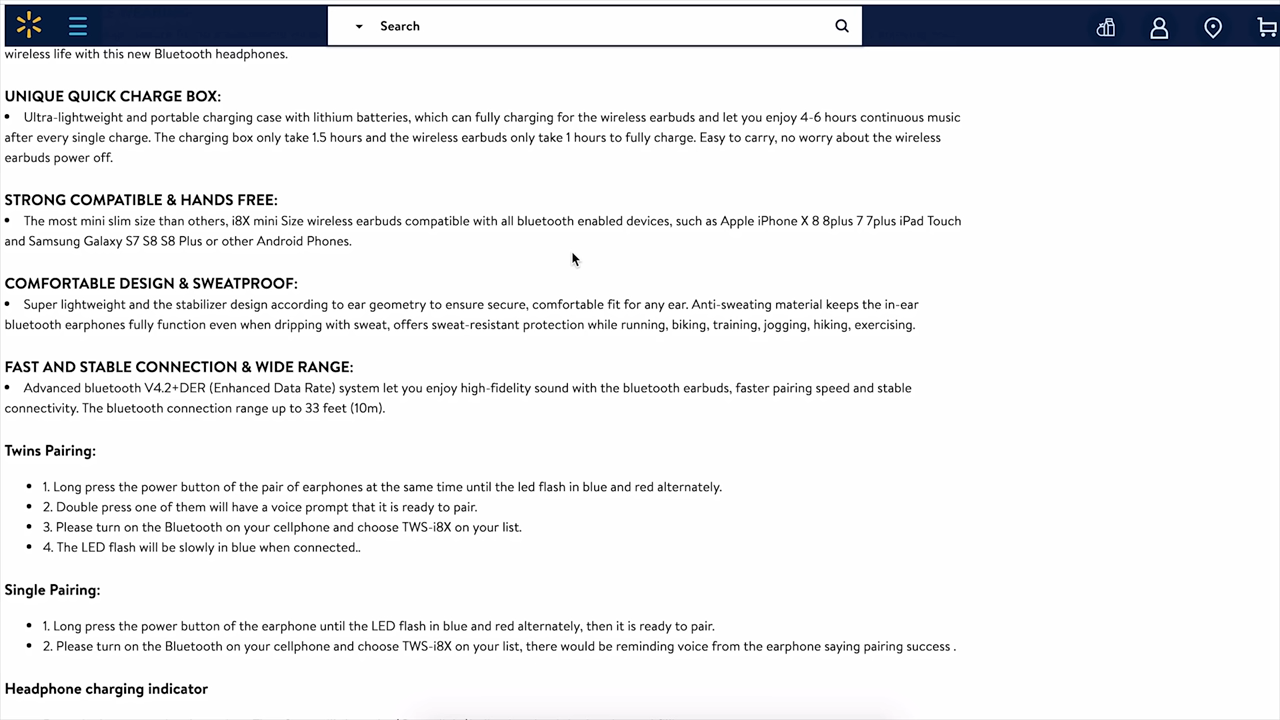 Search
wireless life with this new Bluetooth headphones.
UNIQUE QUICK CHARGE BOX:
• Ultra-lightweight and portable charging case with lithium batteries, which can fully charging for the wireless earbuds and let you enjoy 4-6 hours continuous music
after every single charge. The charging box only take 1.5 hours and the wireless earbuds only take 1 hours to fully charge. Easy to carry, no worry about the wireless
earbuds power off.
STRONG COMPATIBLE & HANDS FREE:
• The most mini slim size than others, i8X mini Size wireless earbuds compatible with all bluetooth enabled devices, such as Apple iPhone X 8 8plus 7 7plus iPad Touch
and Samsung Galaxy S7 S8 S8 Plus or other Android Phones.
COMFORTABLE DESIGN & SWEATPROOF:
• Super lightweight and the stabilizer design according to ear geometry to ensure secure, comfortable fit for any ear. Anti-sweating material keeps the in-ear
bluetooth earphones fully function even when dripping with sweat, offers sweat-resistant protection while running, biking, training, jogging, hiking, exercising.
FAST AND STABLE CONNECTION & WIDE RANGE:
• Advanced bluetooth V4.2+DER (Enhanced Data Rate) system let you enjoy high-fidelity sound with the bluetooth earbuds, faster pairing speed and stable
connectivity. The bluetooth connection range up to 33 feet (10m).
Twins Pairing:
• 1. Long press the power button of the pair of earphones at the same time until the led flash in blue and red alternately.
• 2. Double press one of them will have a voice prompt that it is ready to pair.
• 3. Please turn on the Bluetooth on your cellphone and choose TWS-i8X on your list.
• 4. The LED flash will be slowly in blue when connected..
Single Pairing:
• 1. Long press the power button of the earphone until the LED flash in blue and red alternately, then it is ready to pair.
• 2. Please turn on the Bluetooth on your cellphone and choose TWS-i8X on your list, there would be reminding voice from the earphone saying pairing success .
Headphone charging indicator